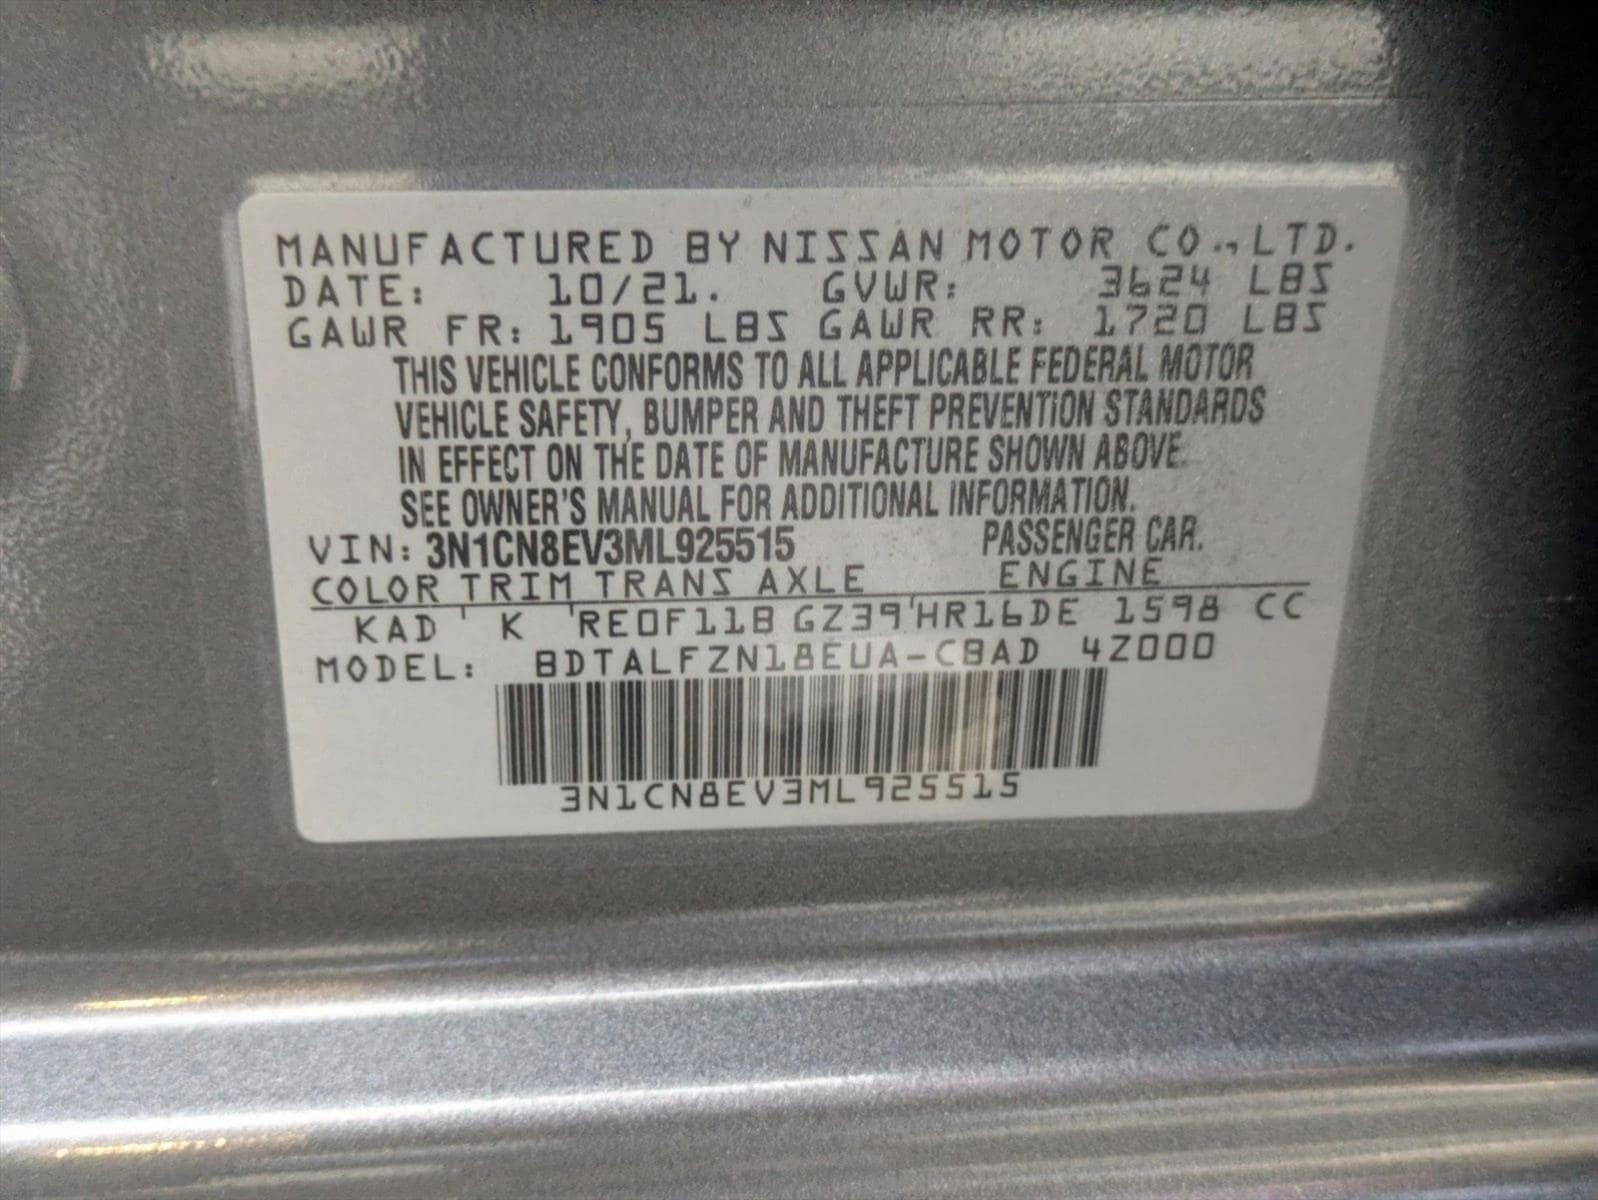 MANUFACTURED BY NISSAN MOTOR CO.,LTD.
DATE: 10/21. GVWR: 3624 LBS
GAWR FR: 1905 LBS GAWR RR: 1720 LBS
THIS VEHICLE CONFORMS TO ALL APPLICABLE FEDERAL MOTOR
VEHICLE SAFETY, BUMPER AND THEFT PREVENTION STANDARDS
IN EFFECT ON THE DATE OF MANUFACTURE SHOWN ABOVE.
SEE OWNER'S MANUAL FOR ADDITIONAL INFORMATION.
VIN: 3N1CN8EV3ML925515 PASSENGER CAR.
COLOR TRIM TRANS AXLE ENGINE
KAD ' K 'RE0F11B GZ39'HR16DE 1598 CC
MODEL: BDTALFZN18EUA-CBAD 4Z000
3N1CN8EV3ML925515